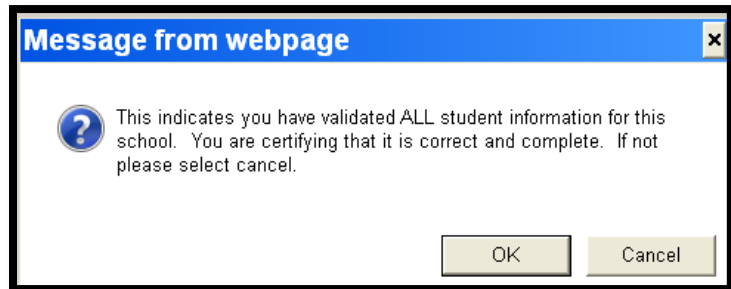 Message from webpage
This indicates you have validated ALL student information for this
school. You are certifying that it is correct and complete. If not
please select cancel.
OK Cancel